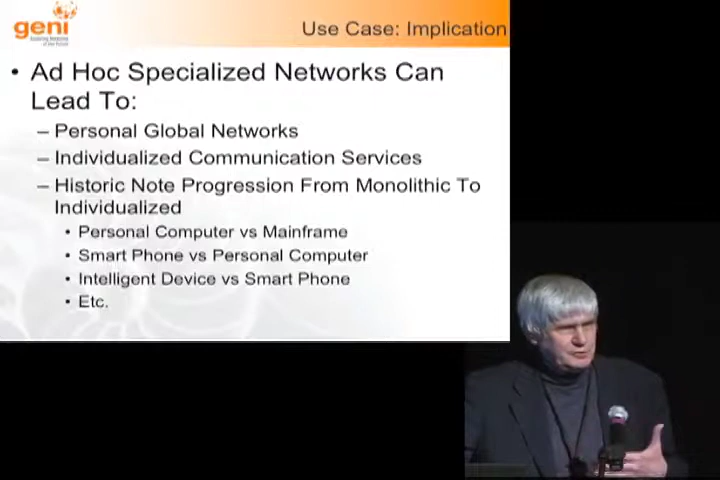 geni
Use Case: Implication
• Ad Hoc Specialized Networks Can
Lead To:
– Personal Global Networks
– Individualized Communication Services
– Historic Note Progression From Monolithic To
Individualized
• Personal Computer vs Mainframe
• Smart Phone vs Personal Computer
• Intelligent Device vs Smart Phone
• Etc.